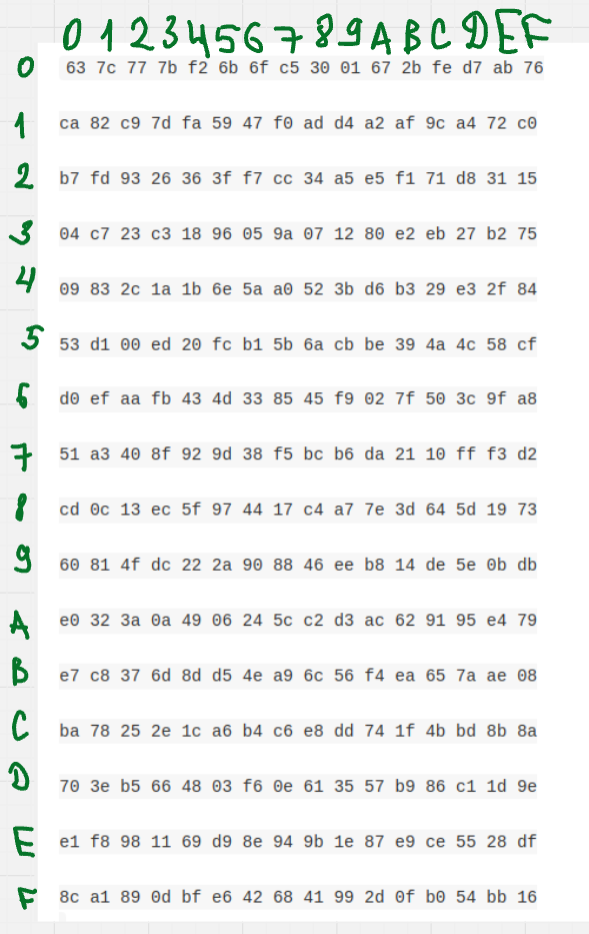 0 1 2 3 4 5 6 7 8 9 A B C D E F
0 63 7c 77 7b f2 6b 6f c5 30 01 67 2b fe d7 ab 76
1 ca 82 c9 7d fa 59 47 f0 ad d4 a2 af 9c a4 72 c0
2 b7 fd 93 26 36 3f f7 cc 34 a5 e5 f1 71 d8 31 15
3 04 c7 23 c3 18 96 05 9a 07 12 80 e2 eb 27 b2 75
4 09 83 2c 1a 1b 6e 5a a0 52 3b d6 b3 29 e3 2f 84
5 53 d1 00 ed 20 fc b1 5b 6a cb be 39 4a 4c 58 cf
6 d0 ef aa fb 43 4d 33 85 45 f9 02 7f 50 3c 9f a8
7 51 a3 40 8f 92 9d 38 f5 bc b6 da 21 10 ff f3 d2
8 cd 0c 13 ec 5f 97 44 17 c4 a7 7e 3d 64 5d 19 73
9 60 81 4f dc 22 2a 90 88 46 ee b8 14 de 5e 0b db
A e0 32 3a 0a 49 06 24 5c c2 d3 ac 62 91 95 e4 79
B e7 c8 37 6d 8d d5 4e a9 6c 56 f4 ea 65 7a ae 08
C ba 78 25 2e 1c a6 b4 c6 e8 dd 74 1f 4b bd 8b 8a
D 70 3e b5 66 48 03 f6 0e 61 35 57 b9 86 c1 1d 9e
E e1 f8 98 11 69 d9 8e 94 9b 1e 87 e9 ce 55 28 df
F 8c a1 89 0d bf e6 42 68 41 99 2d 0f b0 54 bb 16